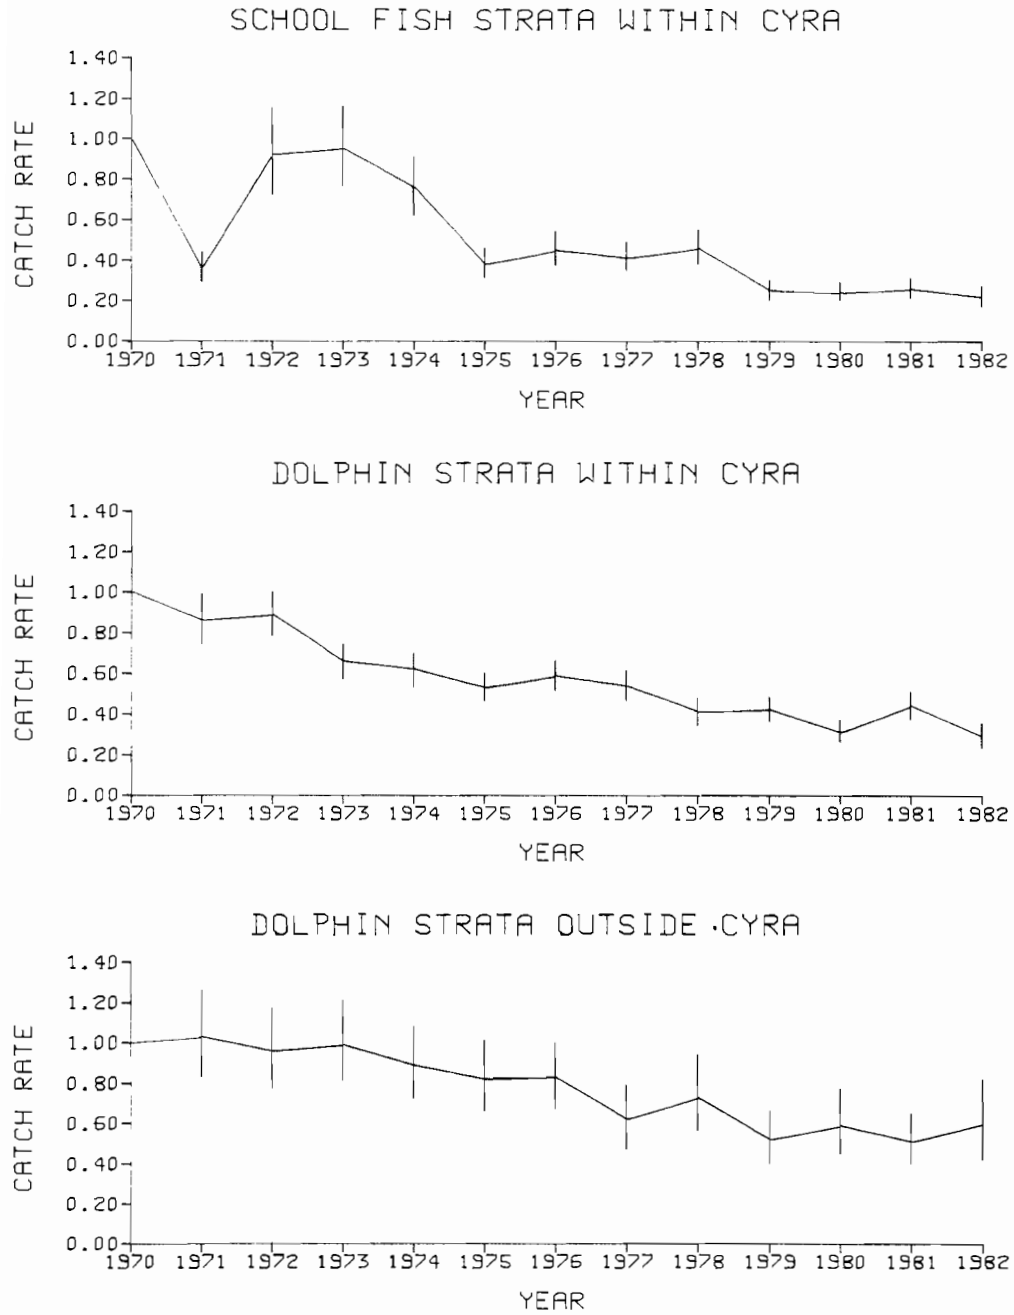 SCHOOL FISH STRATA WITHIN CYRA
CATCH RATE
1.40
1.20
1.00
0.80
0.60
0.40
0.20
0.00
1970 1971 1972 1973 1974 1975 1976 1977 1978 1979 1980 1981 1982
YEAR
DOLPHIN STRATA WITHIN CYRA
CATCH RATE
1.40
1.20
1.00
0.80
0.60
0.40
0.20
0.00
1970 1971 1972 1973 1974 1975 1976 1977 1978 1979 1980 1981 1982
YEAR
DOLPHIN STRATA OUTSIDE CYRA
CATCH RATE
1.40
1.20
1.00
0.80
0.60
0.40
0.20
0.00
1970 1971 1972 1973 1974 1975 1976 1977 1978 1979 1980 1981 1982
YEAR